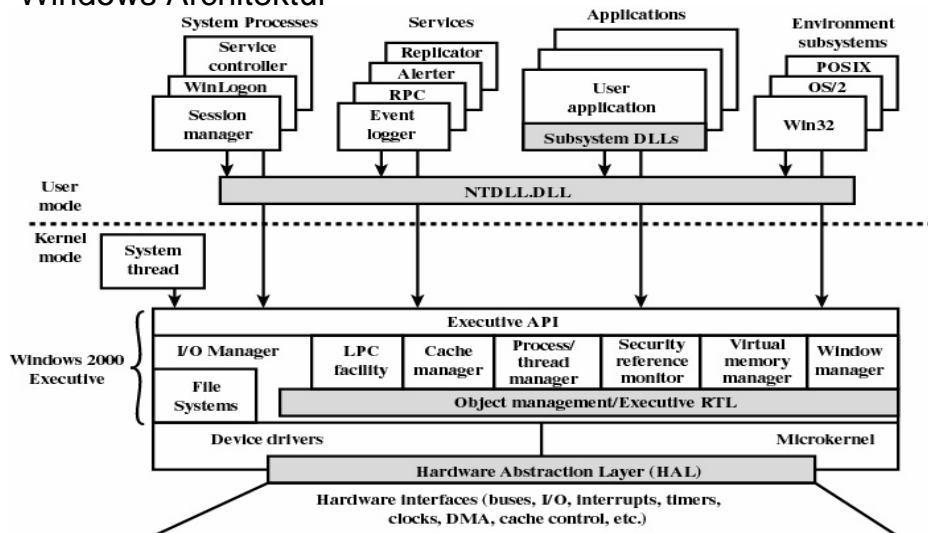 Windows Architektur
System Processes
Services
Applications
Environment
subsystems
Service
controller
WinLogon
Session
manager
Replicator
Alerter
RPC
Event
logger
User
application
Subsystem DLLs
POSIX
OS/2
Win32
User
mode
NTDLL.DLL
Kernel
mode
System
thread
Windows 2000
Executive
Executive API
I/O Manager
File
Systems
LPC
facility
Cache
manager
Process/
thread
manager
Security
reference
monitor
Virtual
memory
manager
Window
manager
Object management/Executive RTL
Device drivers
Microkernel
Hardware Abstraction Layer (HAL)
Hardware interfaces (buses, I/O, interrupts, timers,
clocks, DMA, cache control, etc.)